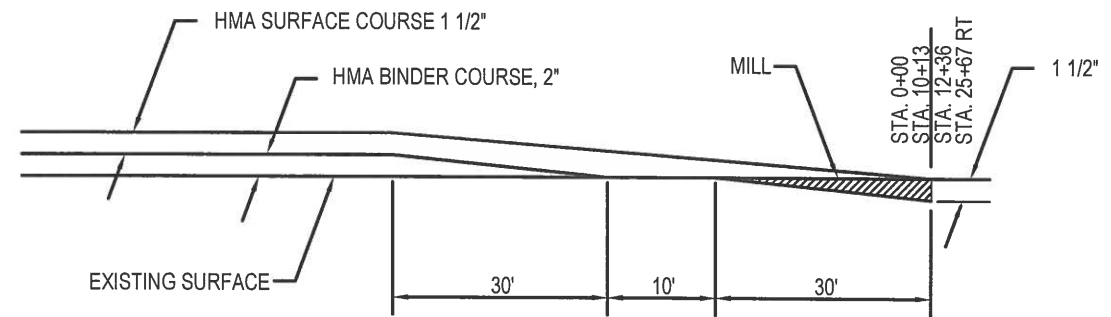 HMA SURFACE COURSE 1 1/2"
HMA BINDER COURSE, 2"
MILL
STA. 0+00
STA. 10+13
STA. 12+36
STA. 25+67 RT
1 1/2"
EXISTING SURFACE
30'
10'
30'